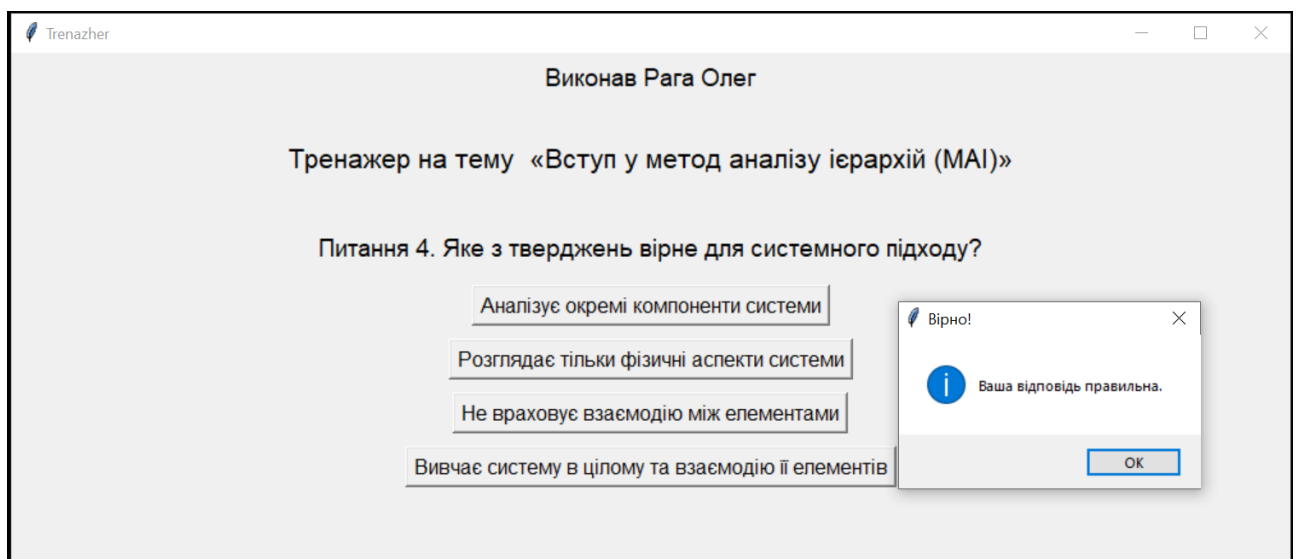 Trenazher
Виконав Рага Олег
Тренажер на тему «Вступ у метод аналізу ієрархій (МАІ)»
Питання 4. Яке з тверджень вірне для системного підходу?
Аналізує окремі компоненти системи
Розглядає тільки фізичні аспекти системи
Не враховує взаємодію між елементами
Вивчає систему в цілому та взаємодію її елементів
Вірно!
Ваша відповідь правильна.
ОК